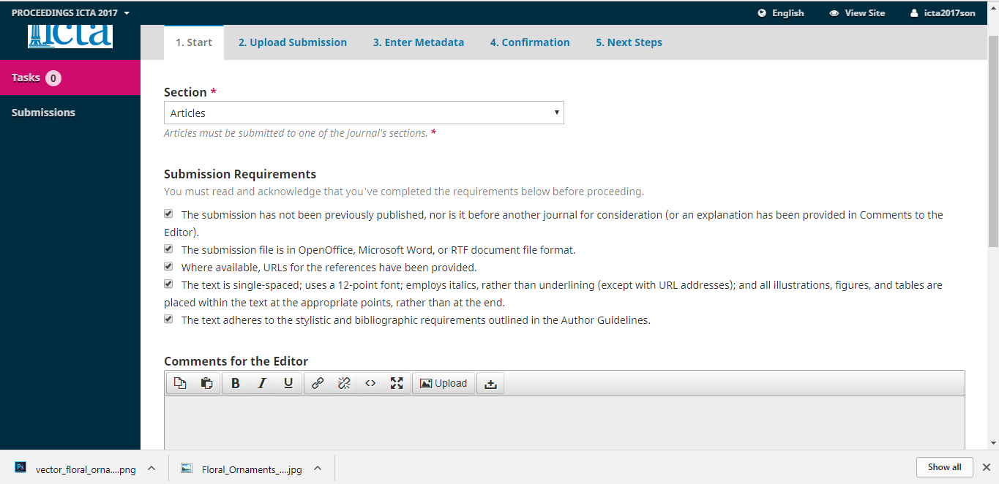 PROCEEDINGS ICTA 2017
English
View Site
icta2017son
icta
1. Start
2. Upload Submission
3. Enter Metadata
4. Confirmation
5. Next Steps
Tasks 0
Submissions
Section *
Articles
Articles must be submitted to one of the journal's sections. *
Submission Requirements
You must read and acknowledge that you've completed the requirements below before proceeding.
The submission has not been previously published, nor is it before another journal for consideration (or an explanation has been provided in Comments to the
Editor).
The submission file is in OpenOffice, Microsoft Word, or RTF document file format.
Where available, URLs for the references have been provided.
The text is single-spaced; uses a 12-point font; employs italics, rather than underlining (except with URL addresses); and all illustrations, figures, and tables are
placed within the text at the appropriate points, rather than at the end.
The text adheres to the stylistic and bibliographic requirements outlined in the Author Guidelines.
Comments for the Editor
B I U <> Upload
Ps
vector_floral_orna....png
Floral_Ornaments_....jpg
Show all